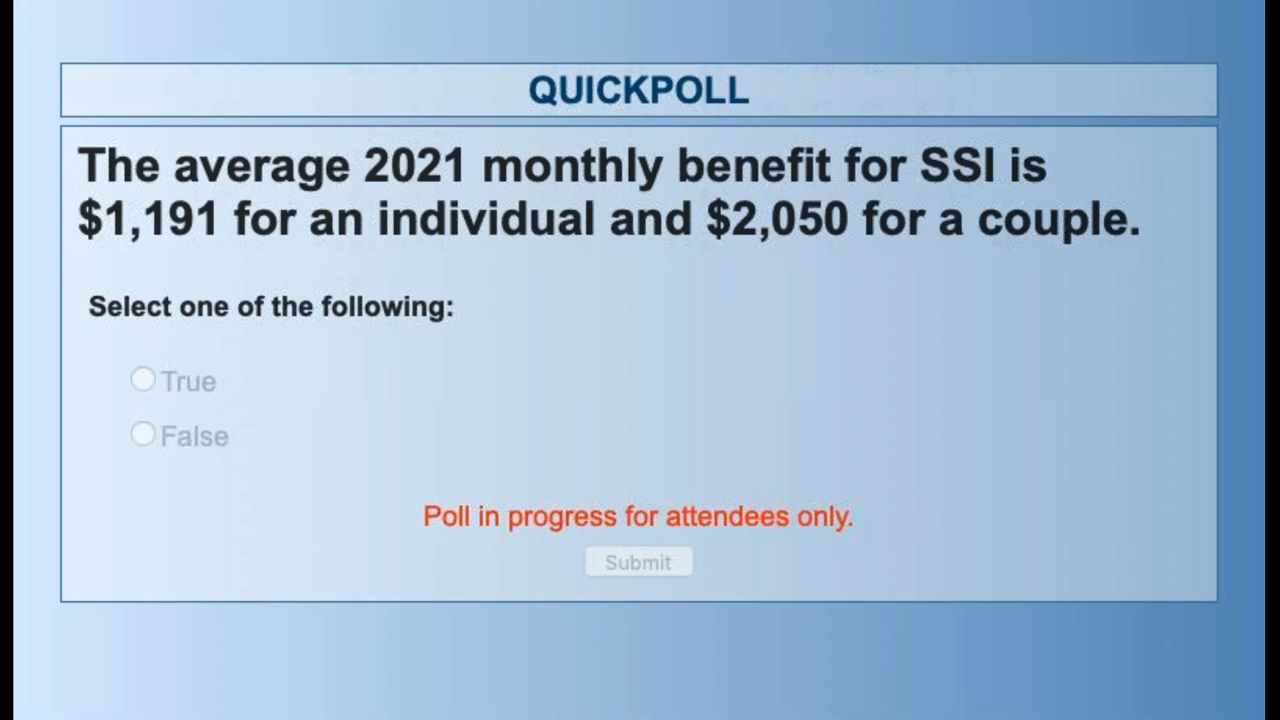 QUICKPOLL
The average 2021 monthly benefit for SSI is
$1,191 for an individual and $2,050 for a couple.
Select one of the following:
True
False
Poll in progress for attendees only.
Submit